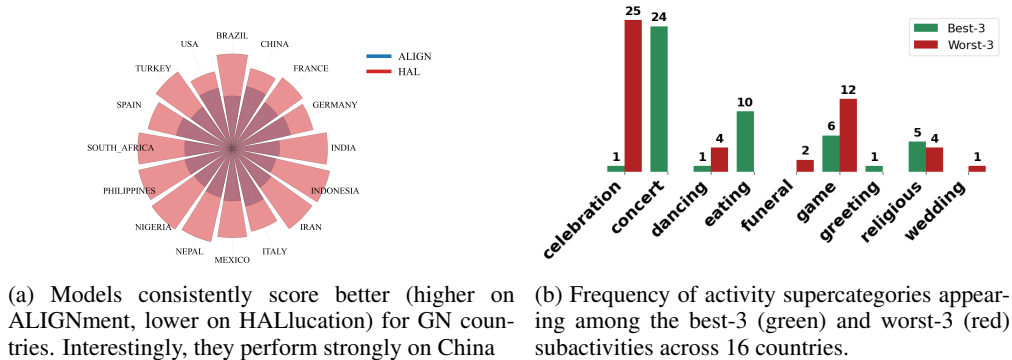 BRAZIL
USA
CHINA
TURKEY
FRANCE
SPAIN
GERMANY
SOUTH_AFRICA
INDIA
PHILIPPINES
INDONESIA
NIGERIA
IRAN
NEPAL
ITALY
MEXICO
ALIGN
HAL
(a) Models consistently score better (higher on
ALIGNment, lower on HALlucation) for GN coun-
tries. Interestingly, they perform strongly on China
Best-3
Worst-3
1 25 24 1 4 10 2 6 12 1 5 4 1
celebration
concert
dancing
eating
funeral
game
greeting
religious
wedding
(b) Frequency of activity supercategories appear-
ing among the best-3 (green) and worst-3 (red)
subactivities across 16 countries.